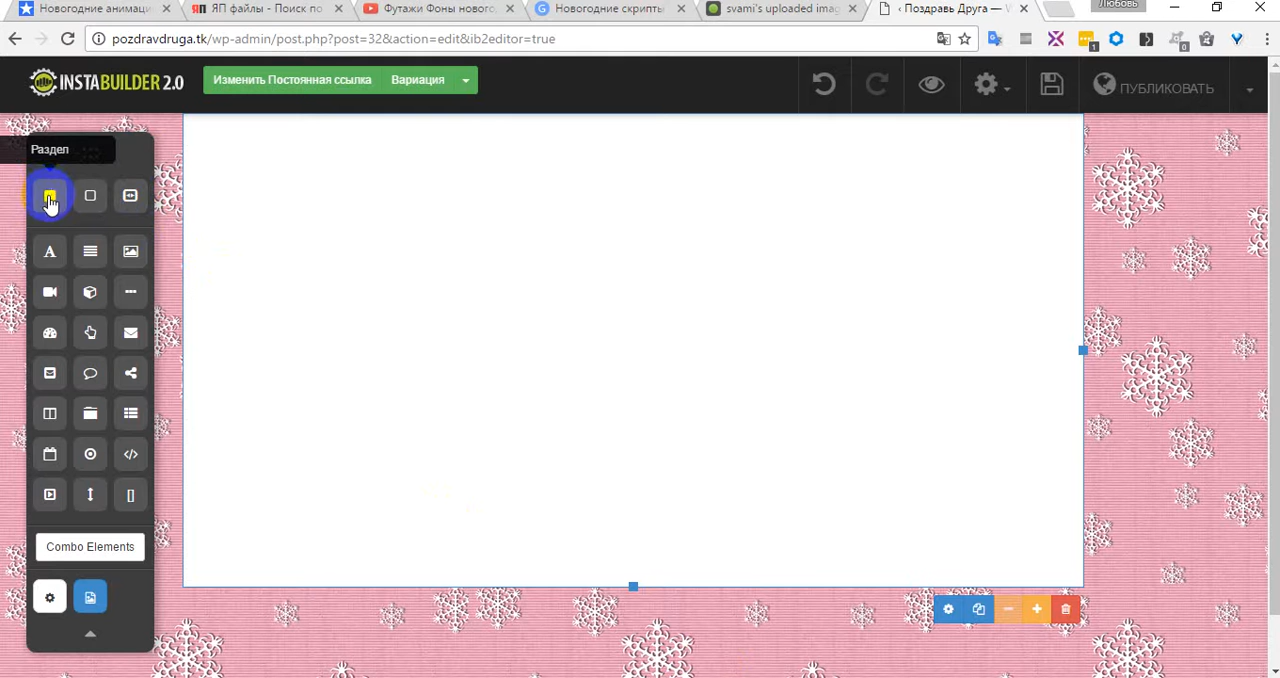 Новогодние анимаци
ЯП файлы - Поиск по
Футажи Фоны новогo
Новогодние скрипты
svami's uploaded imag
‹ Поздравь Друга — W
Любовь
pozdravdruga.tk/wp-admin/post.php?post=32&action=edit&ib2editor=true
INSTABUILDER 2.0
Изменить Постоянная ссылка
Вариация
ПУБЛИКОВАТЬ
Раздел
Combo Elements